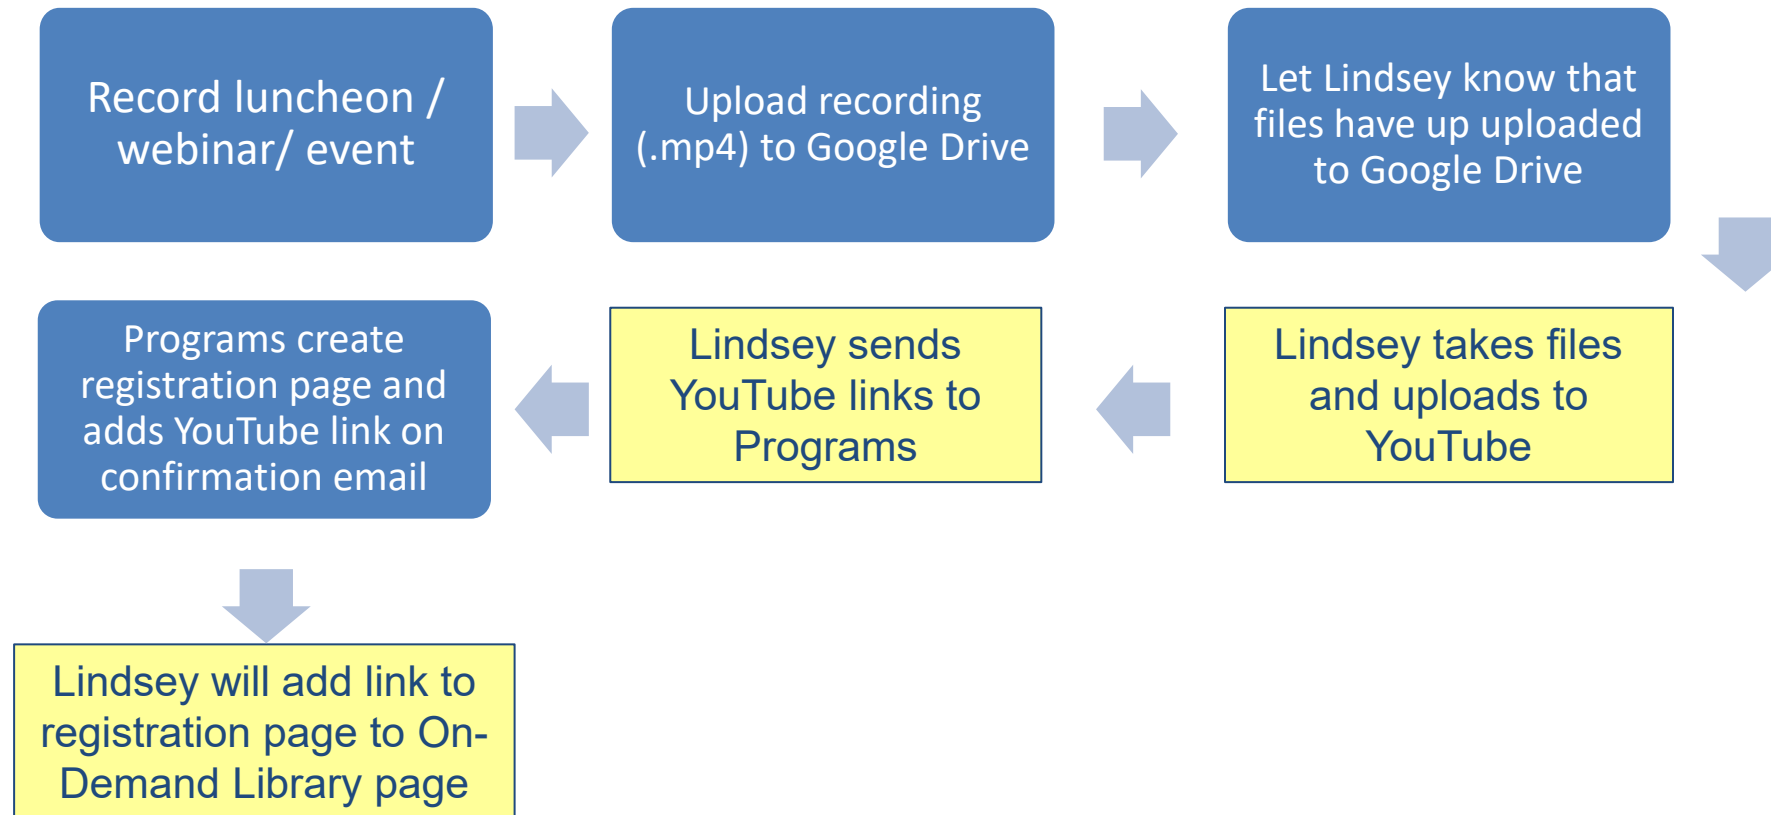 Record luncheon /
webinar/ event
Upload recording
(.mp4) to Google Drive
Let Lindsey know that
files have up uploaded
to Google Drive
Lindsey takes files
and uploads to
YouTube
Lindsey sends
YouTube links to
Programs
Programs create
registration page and
adds YouTube link on
confirmation email
Lindsey will add link to
registration page to On-
Demand Library page